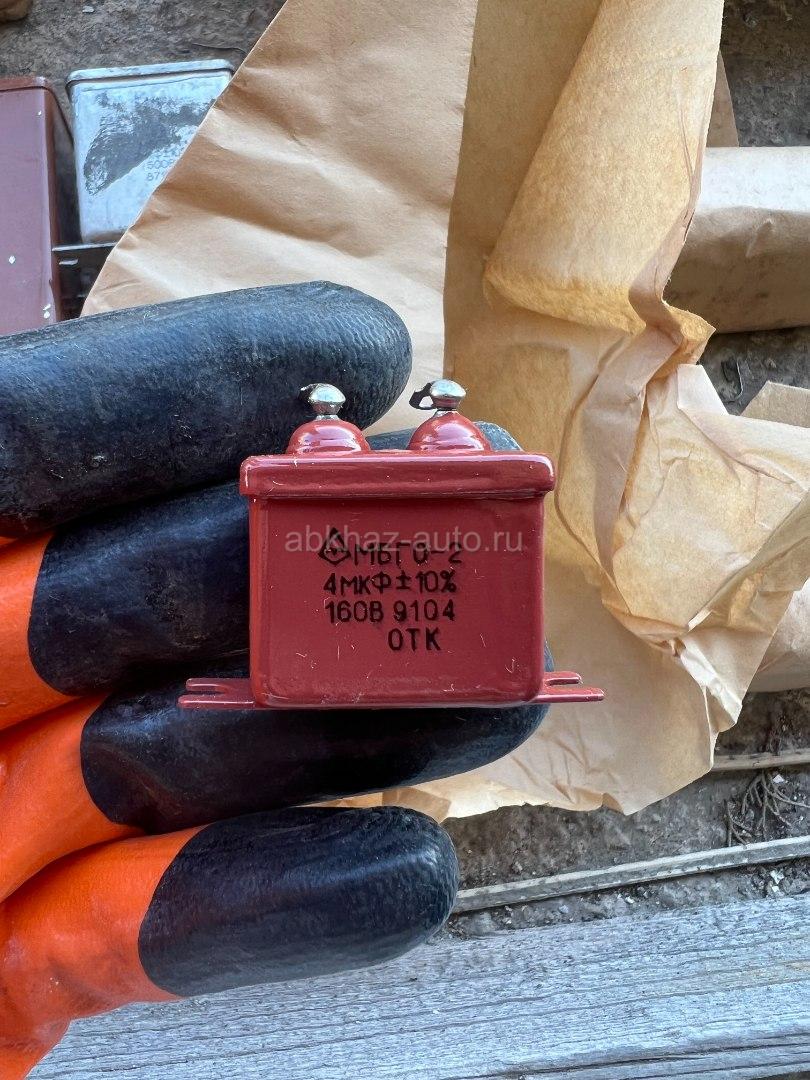 abkhaz-auto.ru
МБГО-2
4мкФ±10%
160В 9104
ОТК